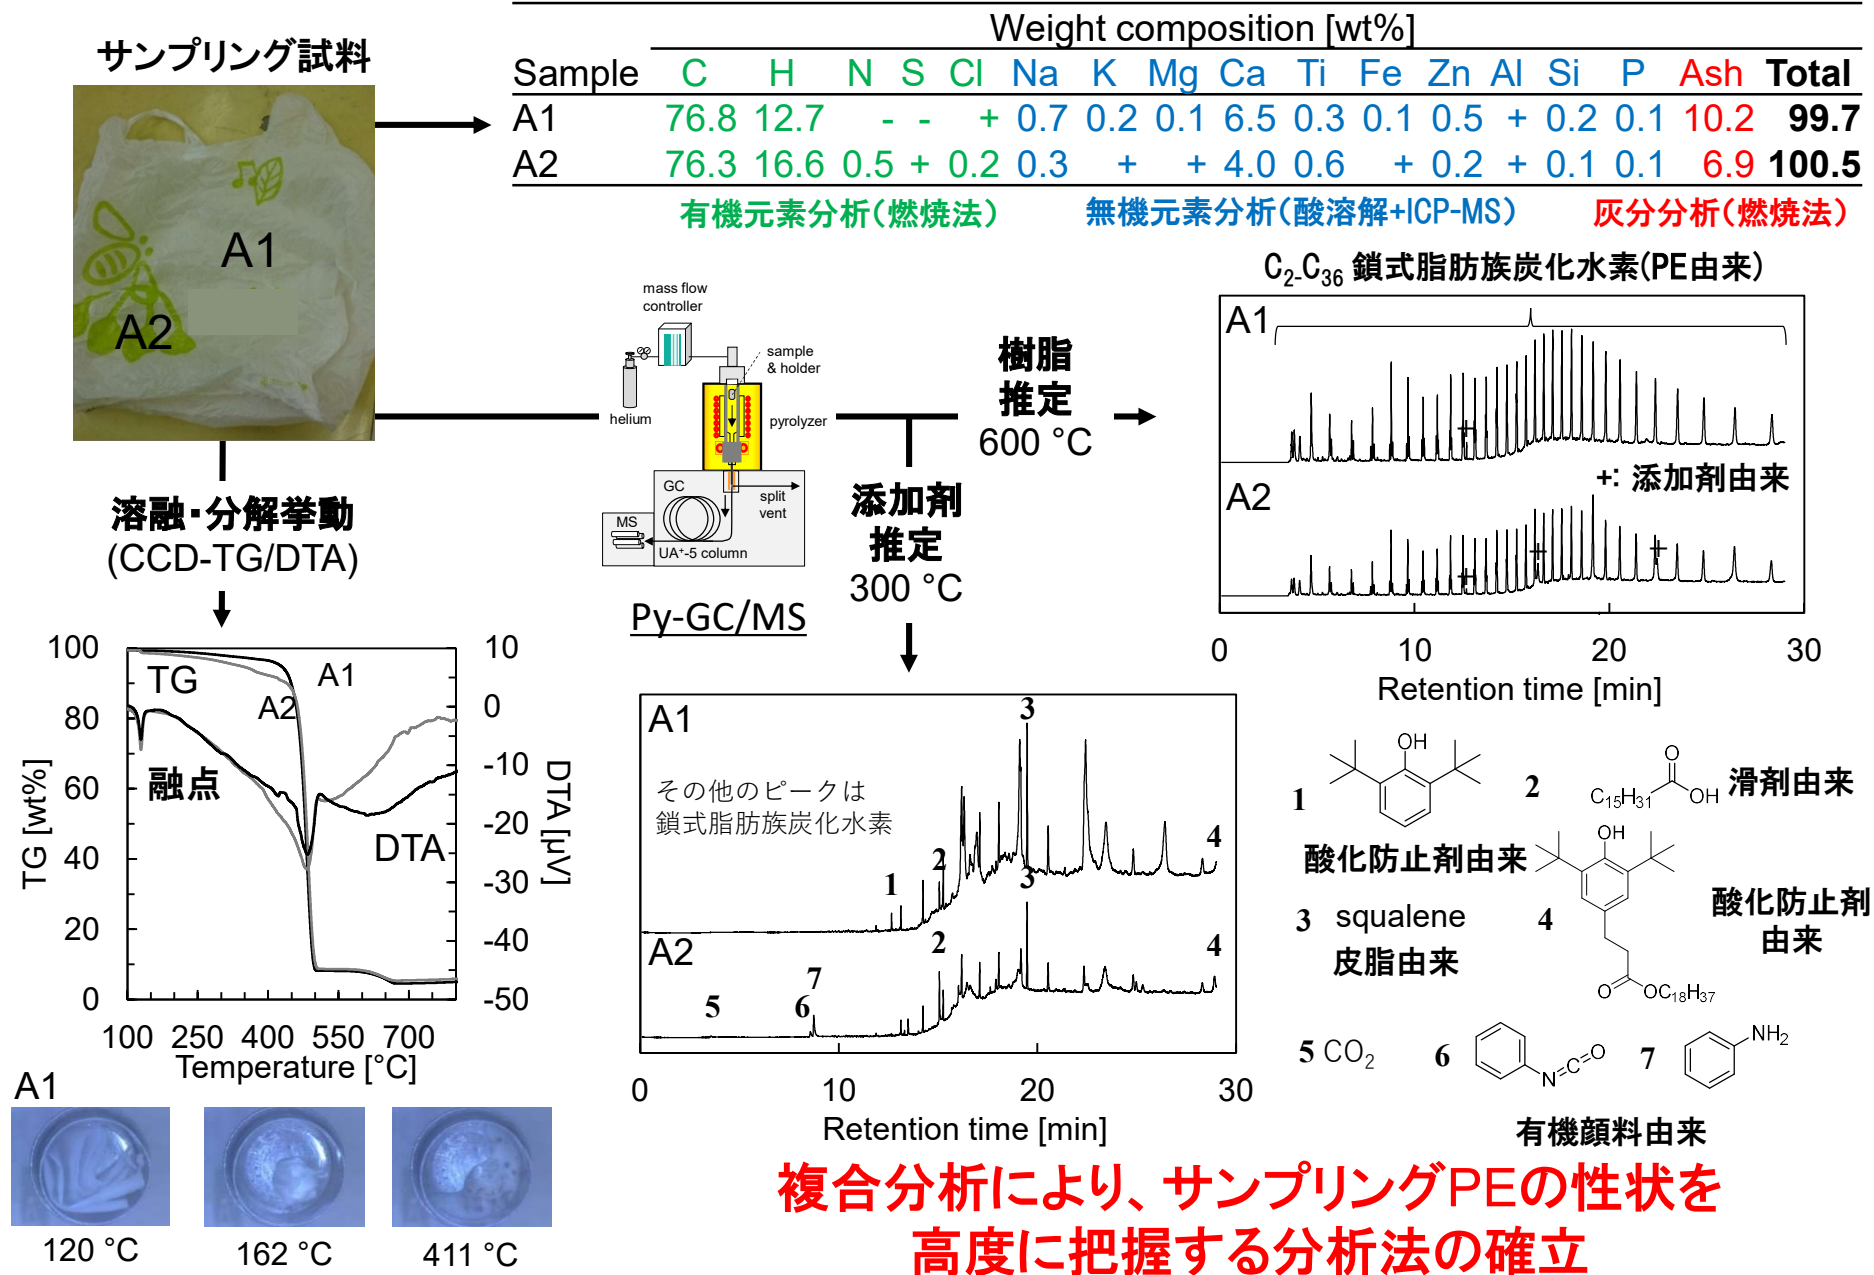 サンプリング試料
A1
A2
Weight composition [wt%]
Sample C H N S Cl Na K Mg Ca Ti Fe Zn Al Si P Ash Total
A1 76.8 12.7 - - + 0.7 0.2 0.1 6.5 0.3 0.1 0.5 + 0.2 0.1 10.2 99.7
A2 76.3 16.6 0.5 + 0.2 0.3 + + 4.0 0.6 + 0.2 + 0.1 0.1 6.9 100.5
有機元素分析(燃焼法)
無機元素分析(酸溶解+ICP-MS)
灰分分析(燃焼法)
mass flow
controller
sample
& holder
helium
pyrolyzer
GC
split
vent
MS
UA⁺-5 column
Py-GC/MS
樹脂
推定
600 °C
添加剤
推定
300 °C
C₂-C₃₆ 鎖式脂肪族炭化水素(PE由来)
A1
+: 添加剤由来
A2
0 10 20 30
Retention time [min]
溶融・分解挙動
(CCD-TG/DTA)
100 80 60 40 20 0
TG [wt%]
10 0 -10 -20 -30 -40 -50
DTA [μV]
TG
A1
A2
融点
DTA
100 250 400 550 700
Temperature [°C]
A1
120 °C
162 °C
411 °C
A1
その他のピークは
鎖式脂肪族炭化水素
1 2 3 4
A2
5 6 7 2 3 4
0 10 20 30
Retention time [min]
1
OH
酸化防止剤由来
2
C₁₅H₃₁
O
OH
滑剤由来
3 squalene
皮脂由来
4
OH
O
OC₁₈H₃₇
酸化防止剤
由来
5 CO₂
6
N C O
7
NH₂
有機顔料由来
複合分析により、サンプリングPEの性状を
高度に把握する分析法の確立